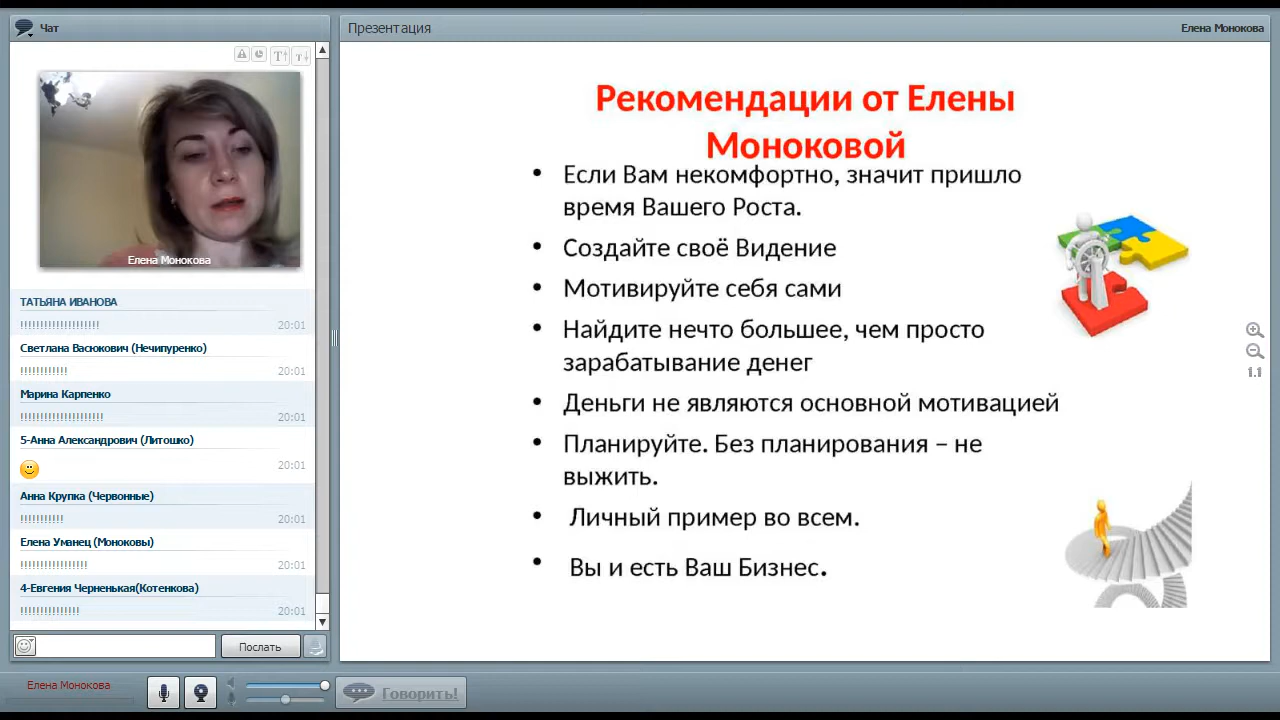 Чат
Презентация
Елена Монокова
Елена Монокова
ТАТЬЯНА ИВАНОВА
!!!!!!!!!!!!!!!!!!!! 20:01
Светлана Васюкович (Нечипуренко)
!!!!!!!!!!!! 20:01
Марина Карпенко
!!!!!!!!!!!!!!!!!!!!! 20:01
5-Анна Александрович (Литошко)
20:01
Анна Крупка (Червонные)
!!!!!!!!!!! 20:01
Елена Уманец (Моноковы)
!!!!!!!!!!!!!!!!! 20:01
4-Евгения Черненькая(Котенкова)
!!!!!!!!!!!!!!! 20:01
Послать
Елена Монокова
Говорить!
Рекомендации от Елены
Моноковой
• Если Вам некомфортно, значит пришло
время Вашего Роста.
• Создайте своё Видение
• Мотивируйте себя сами
• Найдите нечто большее, чем просто
зарабатывание денег
• Деньги не являются основной мотивацией
• Планируйте. Без планирования – не
выжить.
• Личный пример во всем.
• Вы и есть Ваш Бизнес.
1.1